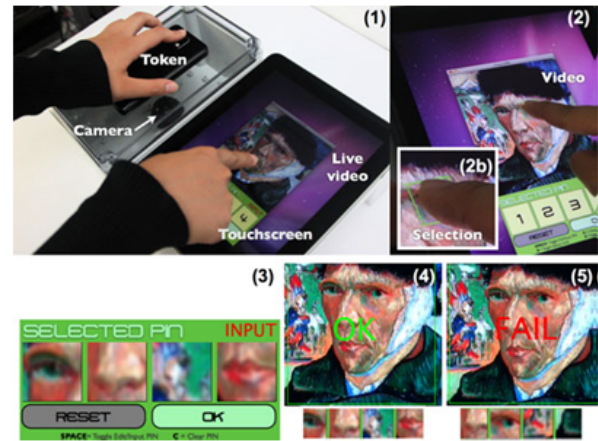 (1)
Token
Camera
Live
video
Touchscreen
4
(2)
Video
(2b)
Selection
SELECTED PIN
1 2 3
RESET
(3)
SELECTED PIN INPUT
RESET OK
SPACE= Toggle Edit/Input PIN C = Clear PIN
(4)
OK
(5)
FAIL